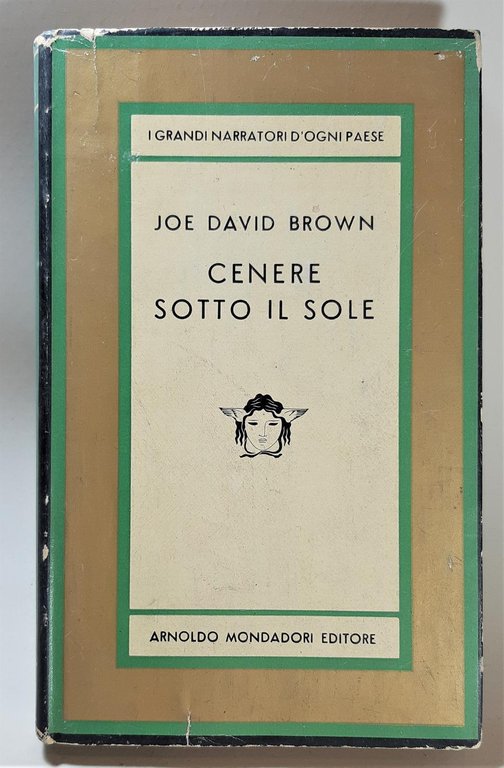 I GRANDI NARRATORI D'OGNI PAESE
JOE DAVID BROWN
CENERE
SOTTO IL SOLE
ARNOLDO MONDADORI EDITORE